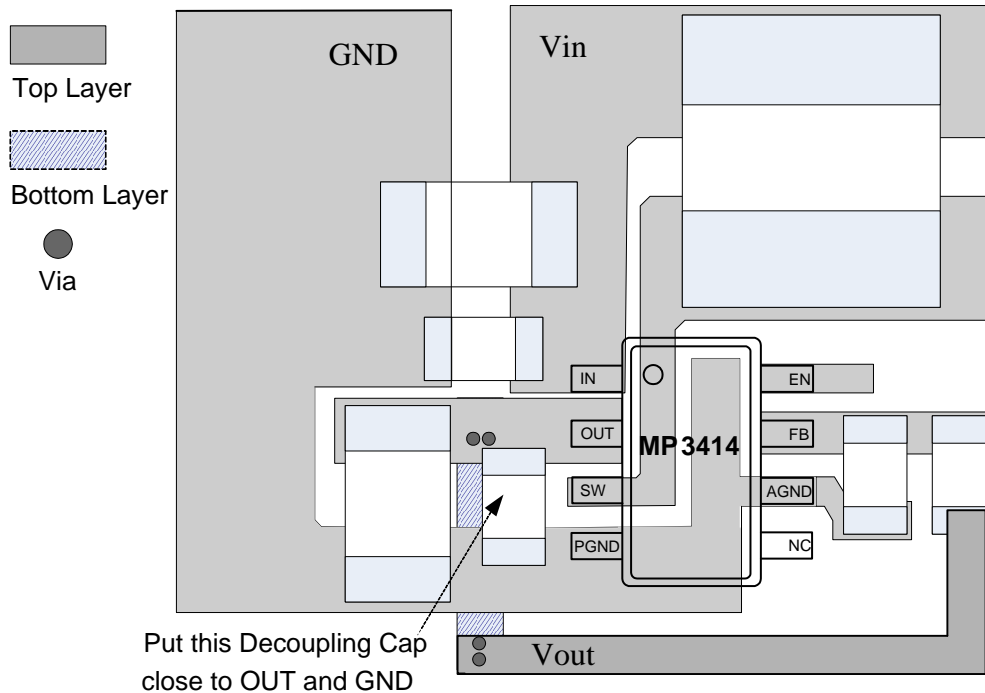 Top Layer
Bottom Layer
Via
GND
Vin
IN
OUT
SW
PGND
MP3414
EN
FB
AGND
NC
Put this Decoupling Cap
close to OUT and GND
Vout